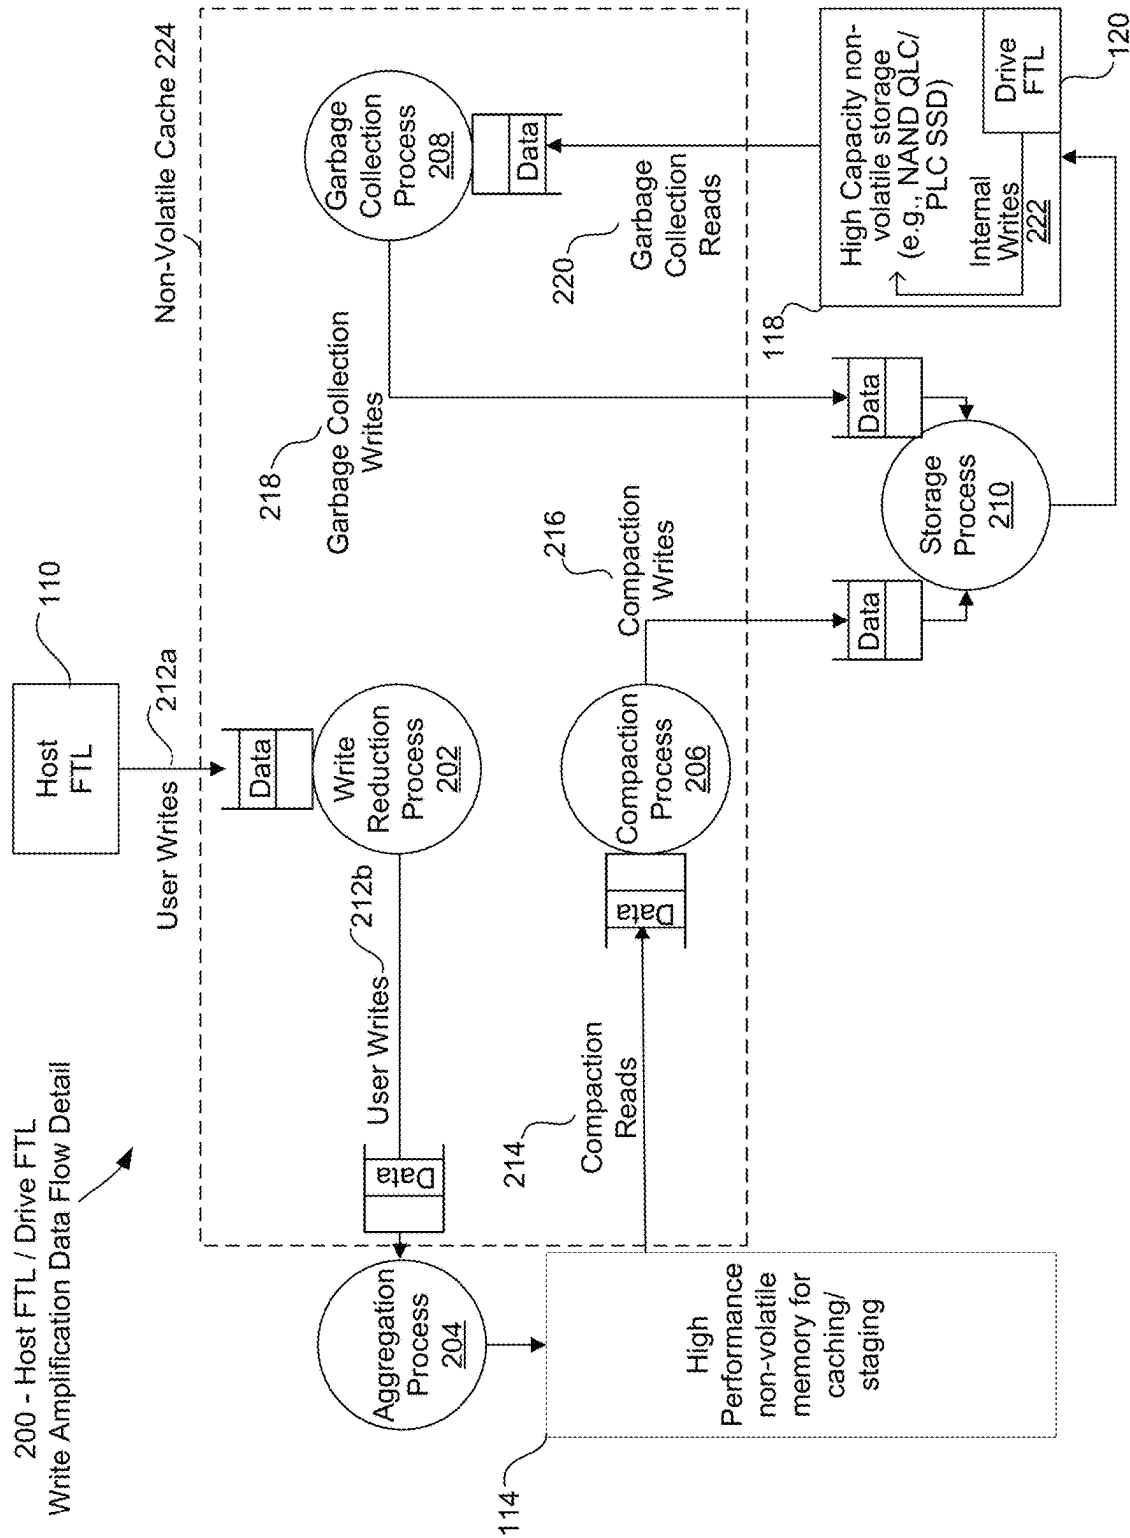 200 - Host FTL / Drive FTL
Write Amplification Data Flow Detail
Host
FTL
110
User Writes
212a
Non-Volatile Cache 224
Data
Write
Reduction
Process
202
User Writes
212b
Data
Aggregation
Process
204
114
High
Performance
non-volatile
memory for
caching/
staging
214
Compaction
Reads
Data
Compaction
Process
206
216
Compaction
Writes
Data
218
Garbage Collection
Writes
Data
Storage
Process
210
Garbage
Collection
Process
208
Data
220
Garbage
Collection
Reads
118
High Capacity non-
volatile storage
(e.g., NAND QLC/
PLC SSD)
Internal
Writes
222
Drive
FTL
120